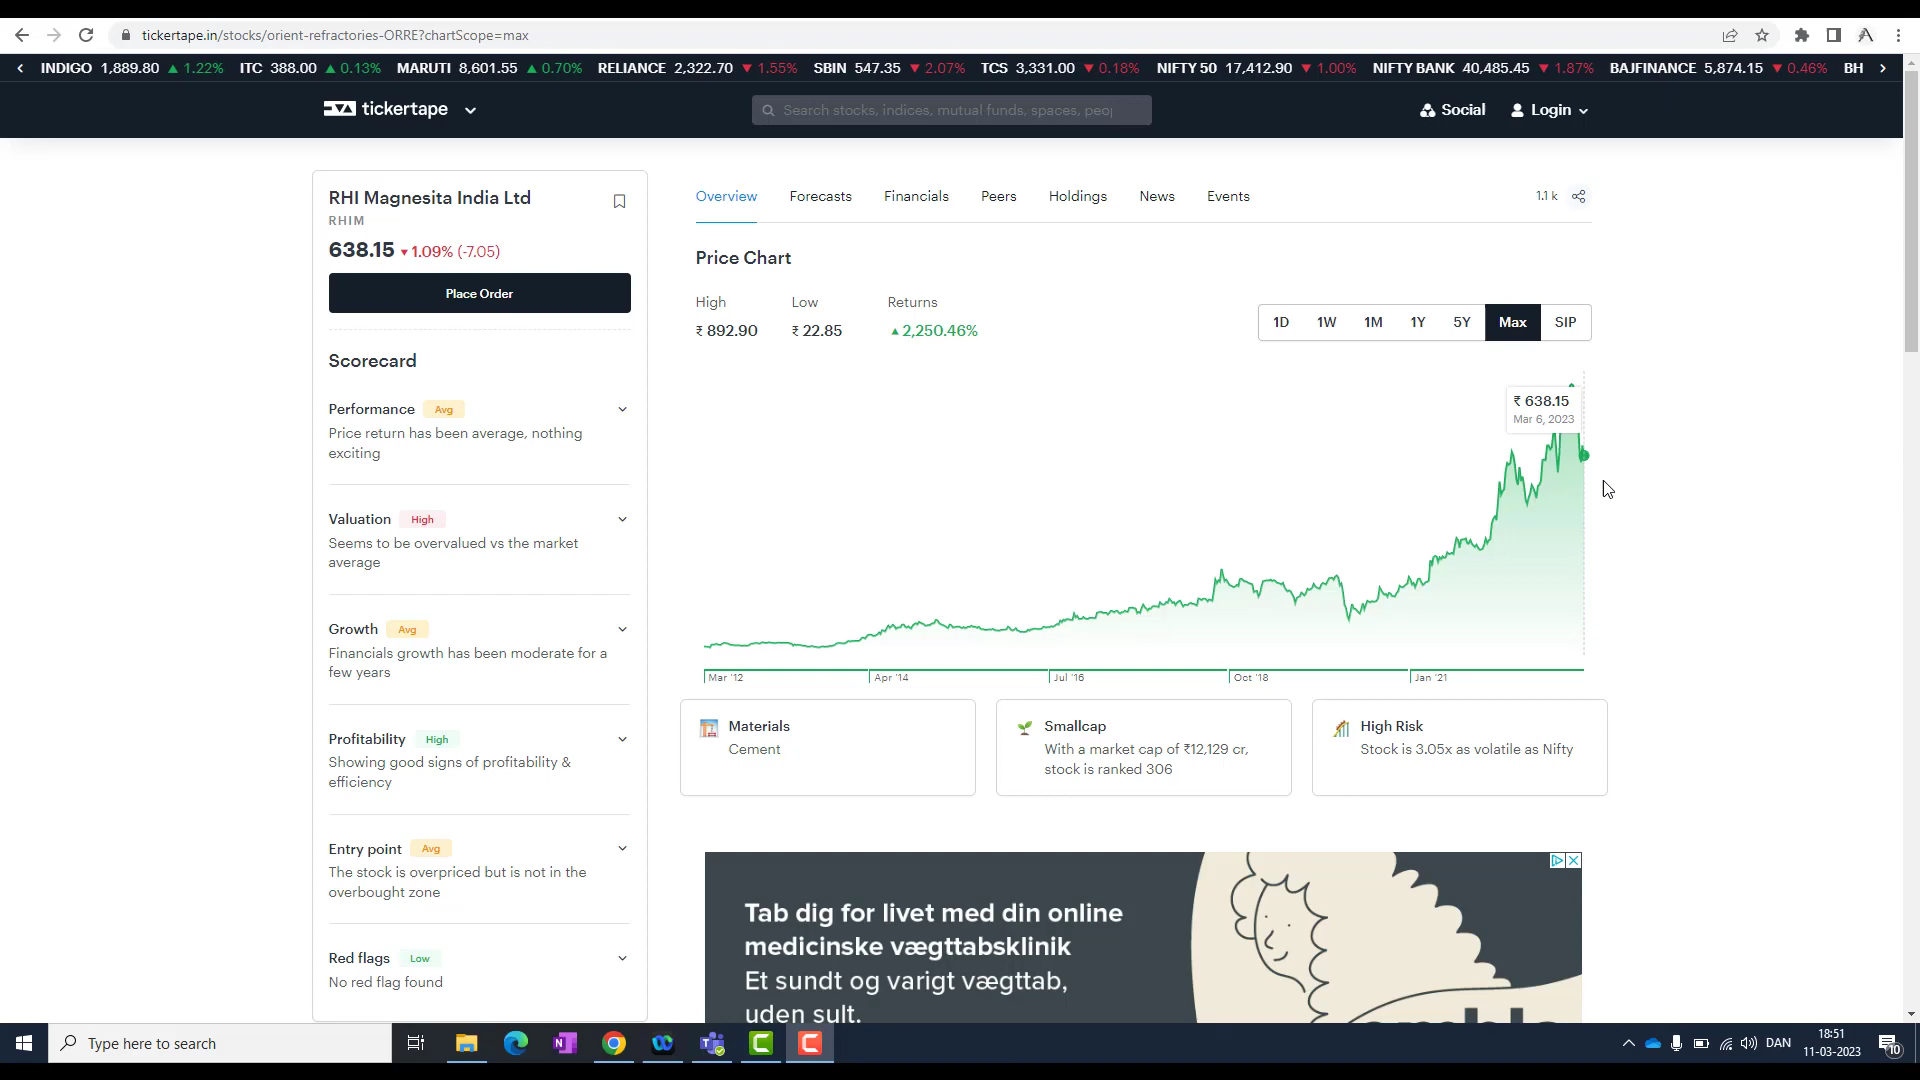 tickertape.in/stocks/orient-refractories-ORRE?chartScope=max
INDIGO 1,889.80 ▲ 1.22% ITC 388.00 ▲ 0.13% MARUTI 8,601.55 ▲ 0.70% RELIANCE 2,322.70 ▼ 1.55% SBIN 547.35 ▼ 2.07% TCS 3,331.00 ▼ 0.18% NIFTY 50 17,412.90 ▼ 1.00% NIFTY BANK 40,485.45 ▼ 1.87% BAJFINANCE 5,874.15 ▼ 0.46% BH
tickertape Search stocks, indices, mutual funds, spaces, Social Login
RHI Magnesita India Ltd
RHIM
638.15 ▼ 1.09% (-7.05)
Place Order
Scorecard
Performance Avg
Price return has been average, nothing
exciting
Valuation High
Seems to be overvalued vs the market
average
Growth Avg
Financials growth has been moderate for a
few years
Profitability High
Showing good signs of profitability &
efficiency
Entry point Avg
The stock is overpriced but is not in the
overbought zone
Red flags Low
No red flag found
Overview Forecasts Financials Peers Holdings News Events 1.1 k
Price Chart
High Low Returns
₹ 892.90 ₹ 22.85 ▲ 2,250.46%
1D 1W 1M 1Y 5Y Max SIP
₹ 638.15
Mar 6, 2023
Mar '12 Apr '14 Jul '16 Oct '18 Jan '21
Materials
Cement
Smallcap
With a market cap of ₹12,129 cr,
stock is ranked 306
High Risk
Stock is 3.05x as volatile as Nifty
Tab dig for livet med din online
medicinske vægttabsklinik
Et sundt og varigt vægttab,
uden sult.
Type here to search
DAN
18:51
11-03-2023
10